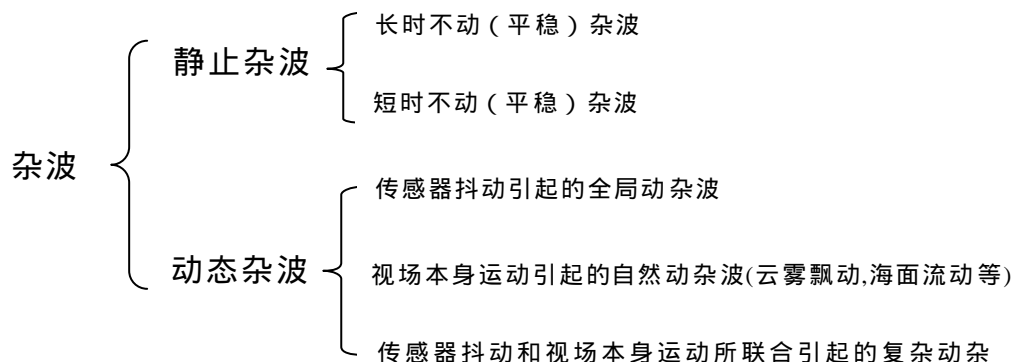 长时不动（平稳）杂波
静止杂波
短时不动（平稳）杂波
杂波
传感器抖动引起的全局动杂波
动态杂波
视场本身运动引起的自然动杂波(云雾飘动,海面流动等)
传感器抖动和视场本身运动所联合引起的复杂动杂